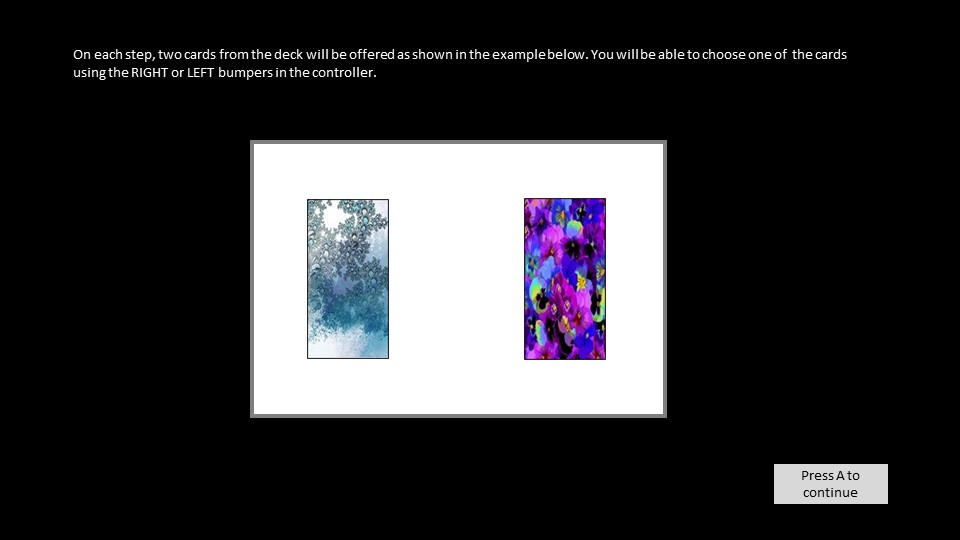 On each step, two cards from the deck will be offered as shown in the example below. You will be able to choose one of the cards
using the RIGHT or LEFT bumpers in the controller.
Press A to
continue